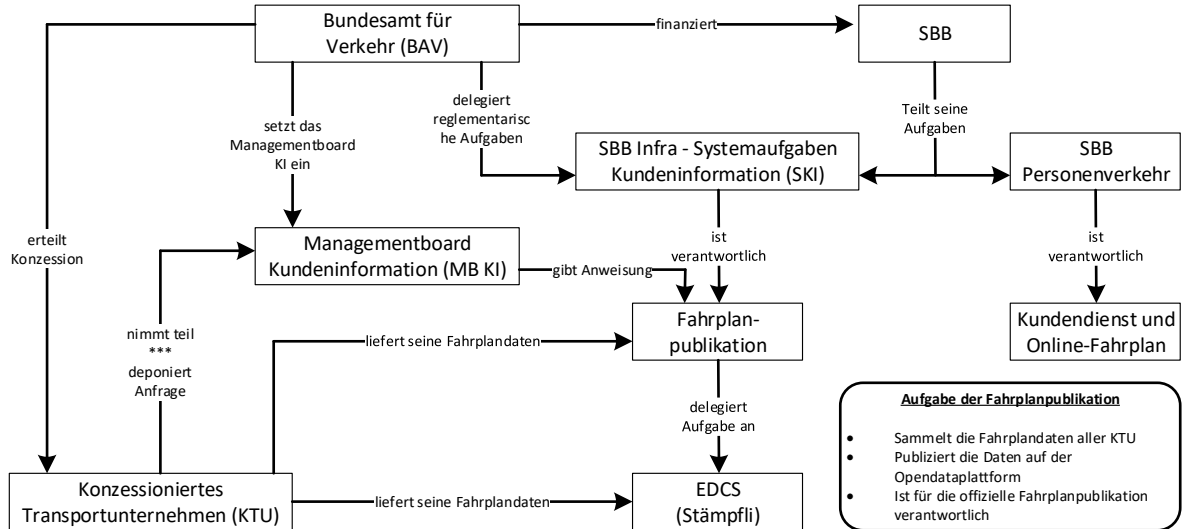 Bundesamt für
Verkehr (BAV)
finanziert
SBB
delegiert
reglementarisc
he Aufgaben
Teilt seine
Aufgaben
setzt das
Managementboard
KI ein
SBB Infra - Systemaufgaben
Kundeninformation (SKI)
SBB
Personenverkehr
erteilt
Konzession
Managementboard
Kundeninformation (MB KI)
gibt Anweisung
ist
verantwortlich
ist
verantwortlich
nimmt teil
***
deponiert
Anfrage
liefert seine Fahrplandaten
Fahrplan-
publikation
Kundendienst und
Online-Fahrplan
delegiert
Aufgabe an
Konzessioniertes
Transportunternehmen (KTU)
liefert seine Fahrplandaten
EDCS
(Stämpfli)
Aufgabe der Fahrplanpublikation
• Sammelt die Fahrplandaten aller KTU
• Publiziert die Daten auf der
Opendataplattform
• Ist für die offizielle Fahrplanpublikation
verantwortlich